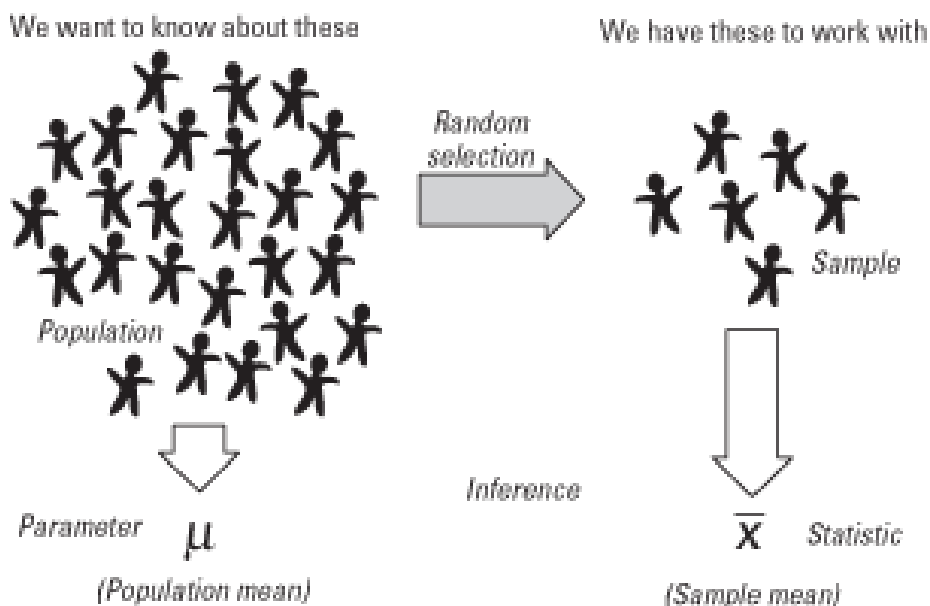 We want to know about these
We have these to work with
Random
selection
Population
Sample
Inference
Parameter μ
x̄ Statistic
(Population mean)
(Sample mean)